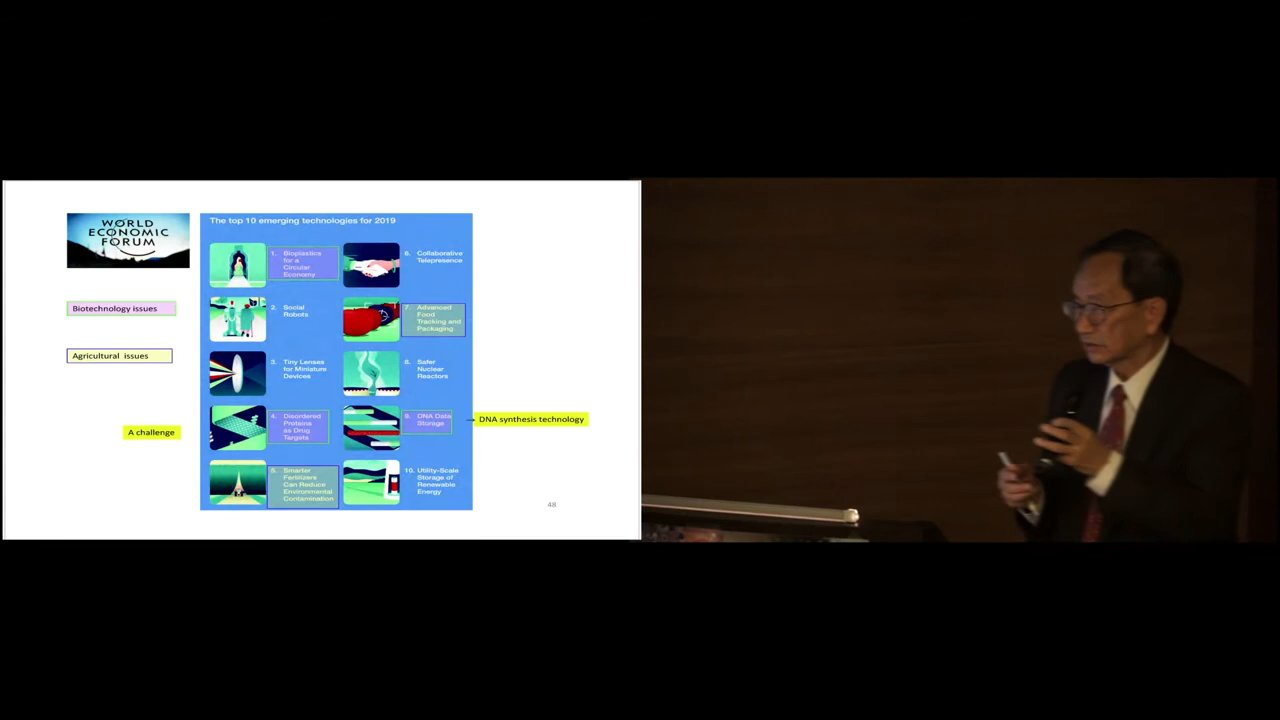 WORLD
ECONOMIC
FORUM
The top 10 emerging technologies for 2019
1. Bioplastics
for a
Circular
Economy
2. Social
Robots
3. Tiny Lenses
for Miniature
Devices
4. Disordered
Proteins
as Drug
Targets
5. Smarter
Fertilizers
Can Reduce
Environmental
Contamination
6. Collaborative
Telepresence
7. Advanced
Food
Tracking and
Packaging
8. Safer
Nuclear
Reactors
9. DNA Data
Storage
10. Utility-Scale
Storage of
Renewable
Energy
Biotechnology issues
Agricultural issues
A challenge
DNA synthesis technology
48